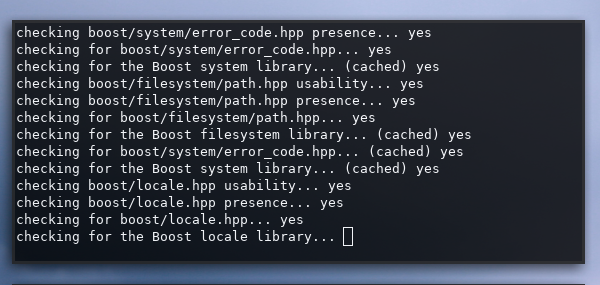 checking boost/system/error_code.hpp presence... yes
checking for boost/system/error_code.hpp... yes
checking for the Boost system library... (cached) yes
checking boost/filesystem/path.hpp usability... yes
checking boost/filesystem/path.hpp presence... yes
checking for boost/filesystem/path.hpp... yes
checking for the Boost filesystem library... (cached) yes
checking for boost/system/error_code.hpp... (cached) yes
checking for the Boost system library... (cached) yes
checking boost/locale.hpp usability... yes
checking boost/locale.hpp presence... yes
checking for boost/locale.hpp... yes
checking for the Boost locale library...